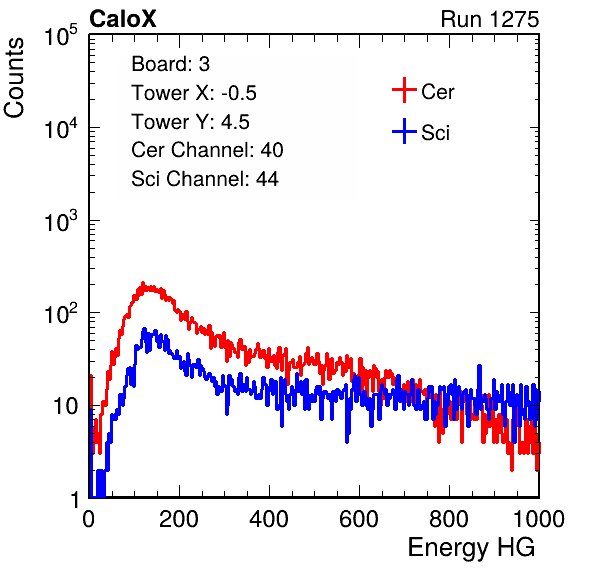 CaloX Run 1275
Counts
10^5
10^4
10^3
10^2
10
1
Board: 3
Tower X: -0.5
Tower Y: 4.5
Cer Channel: 40
Sci Channel: 44
Cer
Sci
0 200 400 600 800 1000
Energy HG